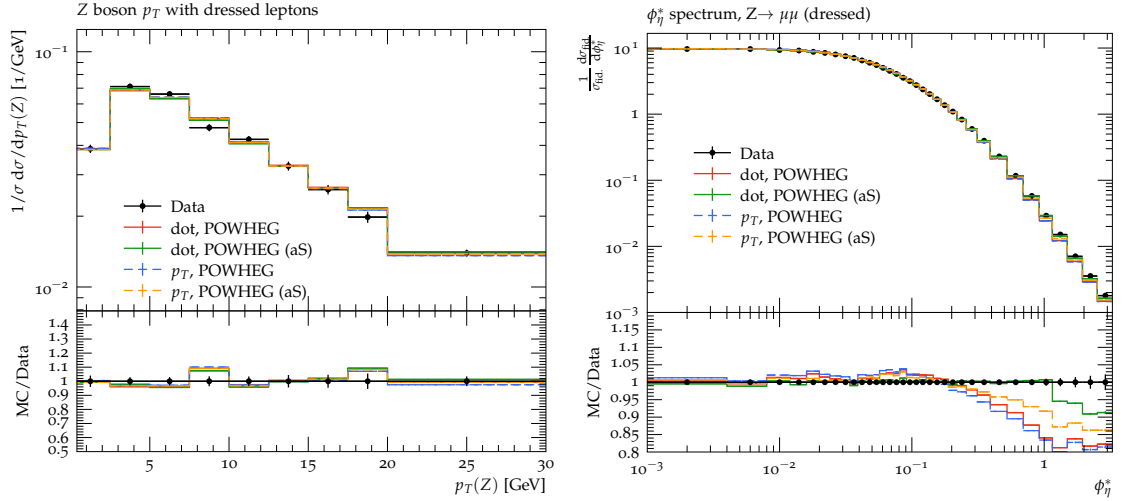 Z boson p_T with dressed leptons
1/σ dσ/dp_T(Z) [1/GeV]
10⁻¹
10⁻²
Data
dot, POWHEG
dot, POWHEG (aS)
p_T, POWHEG
p_T, POWHEG (aS)
MC/Data
1.4
1.3
1.2
1.1
1
0.9
0.8
0.7
0.6
0.5
5 10 15 20 25 30
p_T(Z) [GeV]
ϕ*_η spectrum, Z→ μμ (dressed)
1/σ_fid. dσ_fid./dϕ*_η
10¹
1
10⁻¹
10⁻²
10⁻³
Data
dot, POWHEG
dot, POWHEG (aS)
p_T, POWHEG
p_T, POWHEG (aS)
MC/Data
1.15
1.1
1.05
1.0
0.95
0.9
0.85
0.8
10⁻³ 10⁻² 10⁻¹ 1
ϕ*_η